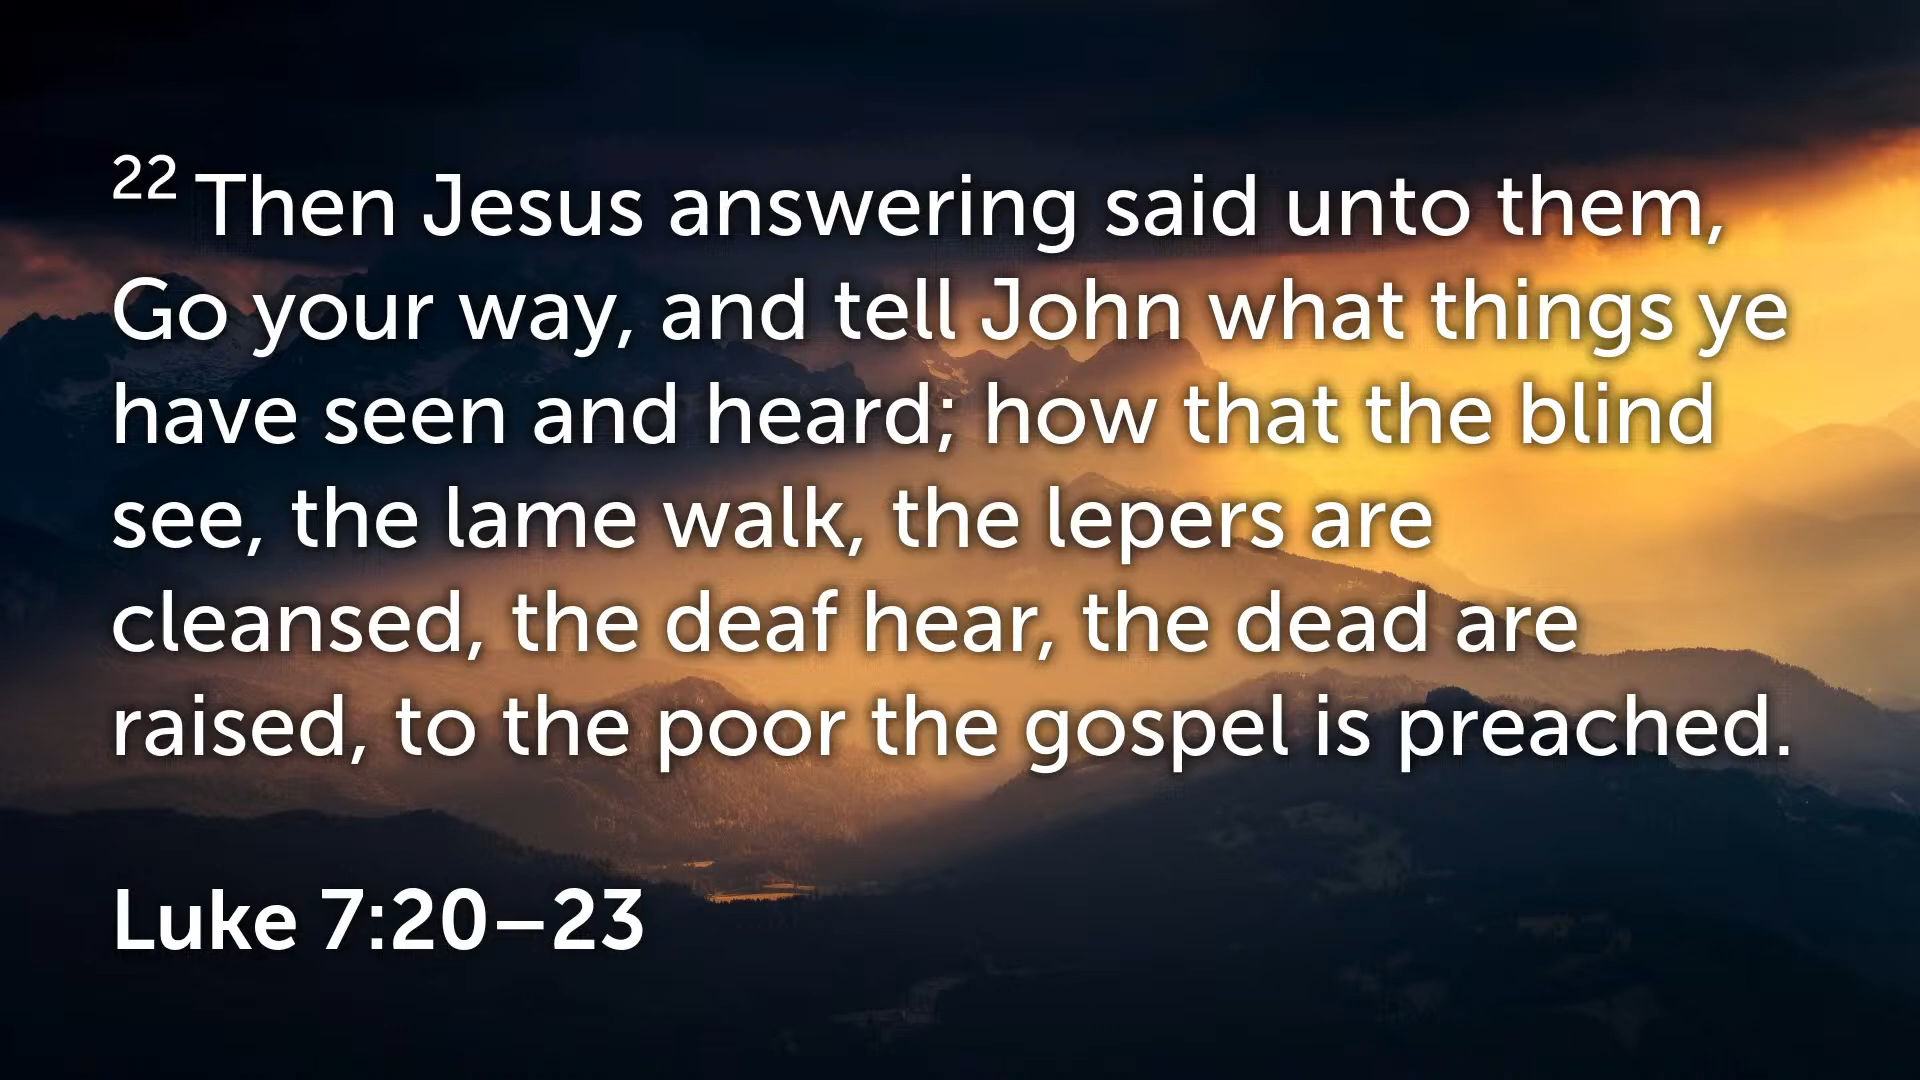 22 Then Jesus answering said unto them,
Go your way, and tell John what things ye
have seen and heard; how that the blind
see, the lame walk, the lepers are
cleansed, the deaf hear, the dead are
raised, to the poor the gospel is preached.
Luke 7:20–23